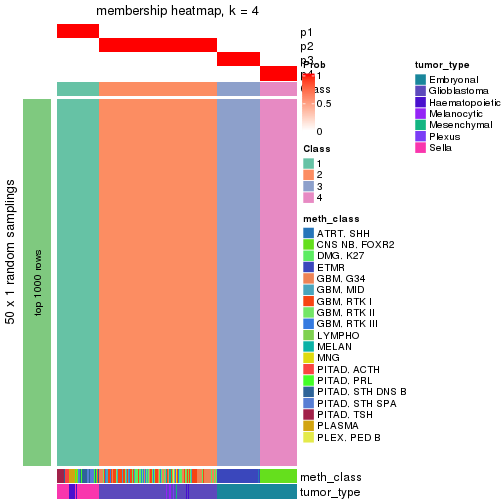 membership heatmap, k = 4
p1
p2
p3
p4
Prob
1
0.5
0
Class
Class
1
2
3
4
meth_class
ATRT. SHH
CNS NB. FOXR2
DMG. K27
ETMR
GBM. G34
GBM. MID
GBM. RTK I
GBM. RTK II
GBM. RTK III
LYMPHO
MELAN
MNG
PITAD. ACTH
PITAD. PRL
PITAD. STH DNS B
PITAD. STH SPA
PITAD. TSH
PLASMA
PLEX. PED B
tumor_type
Embryonal
Glioblastoma
Haematopoietic
Melanocytic
Mesenchymal
Plexus
Sella
50 x 1 random samplings
top 1000 rows
meth_class
tumor_type